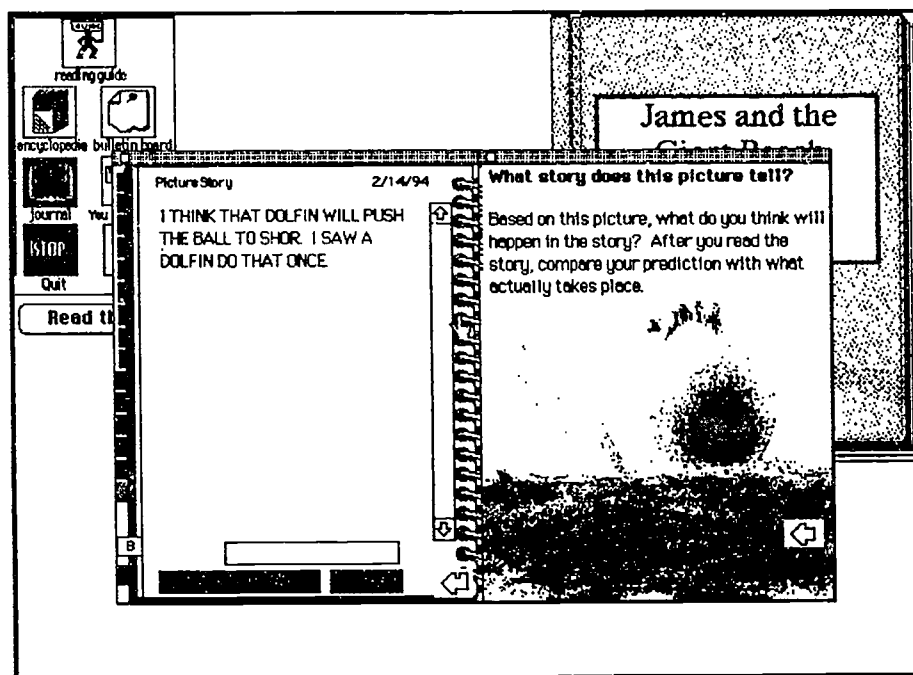 reading guide
encyclopedia bulletin board
journal You
STOP
Quit
Read th
James and the
Picture Story 2/14/94
I THINK THAT DOLFIN WILL PUSH
THE BALL TO SHOR. I SAW A
DOLFIN DO THAT ONCE.
B
What story does this picture tell?
Based on this picture, what do you think will
happen in the story? After you read the
story, compare your prediction with what
actually takes place.